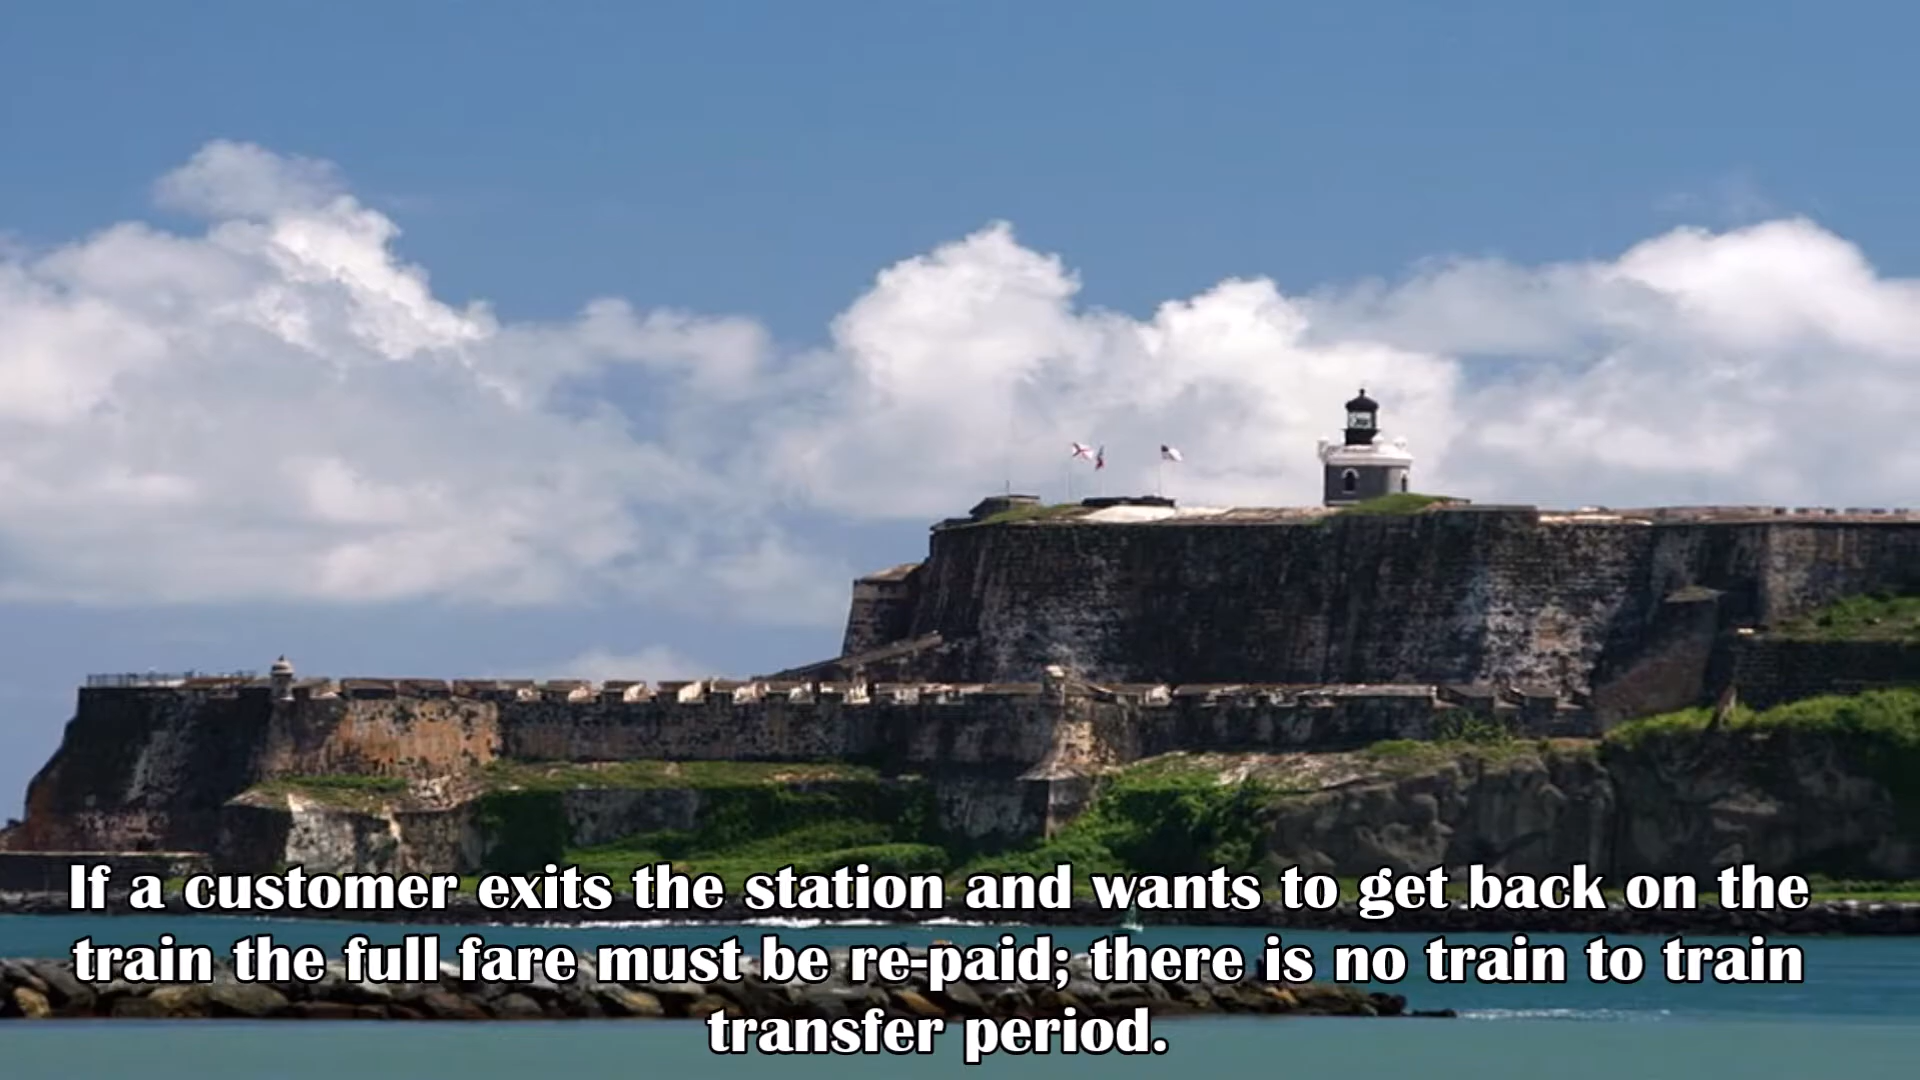 If a customer exits the station and wants to get back on the
train the full fare must be re-paid; there is no train to train
transfer period.